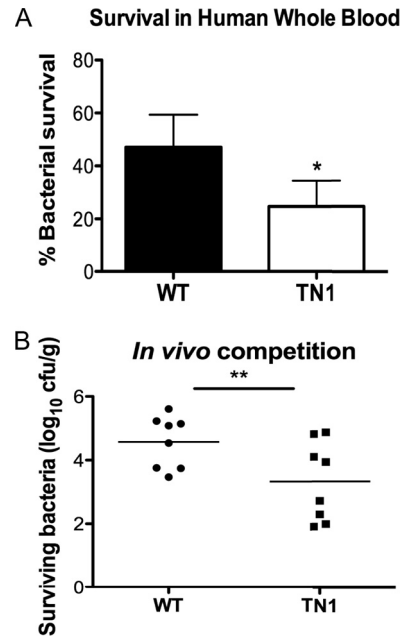 A
Survival in Human Whole Blood
% Bacterial survival
80
60
40
20
0
*
WT
TN1
B
In vivo competition
**
Surviving bacteria (log10 cfu/g)
6
4
2
0
WT
TN1